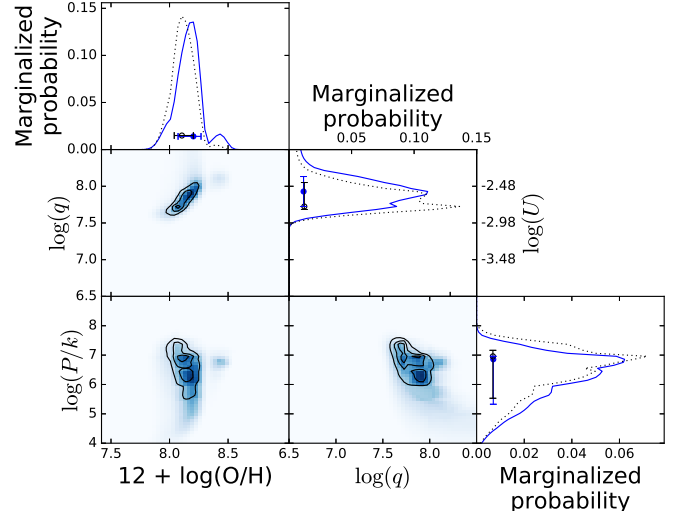 0.15
0.10
0.05
0.00
Marginalized
probability
Marginalized
probability
0.05 0.10 0.15
8.0
7.5
7.0
6.5
log(q)
-2.48
-2.98
-3.48
log(U)
8
7
6
5
4
log(P/k)
7.5 8.0 8.5
12 + log(O/H)
6.5 7.0 7.5 8.0
log(q)
0.00 0.02 0.04 0.06
Marginalized
probability